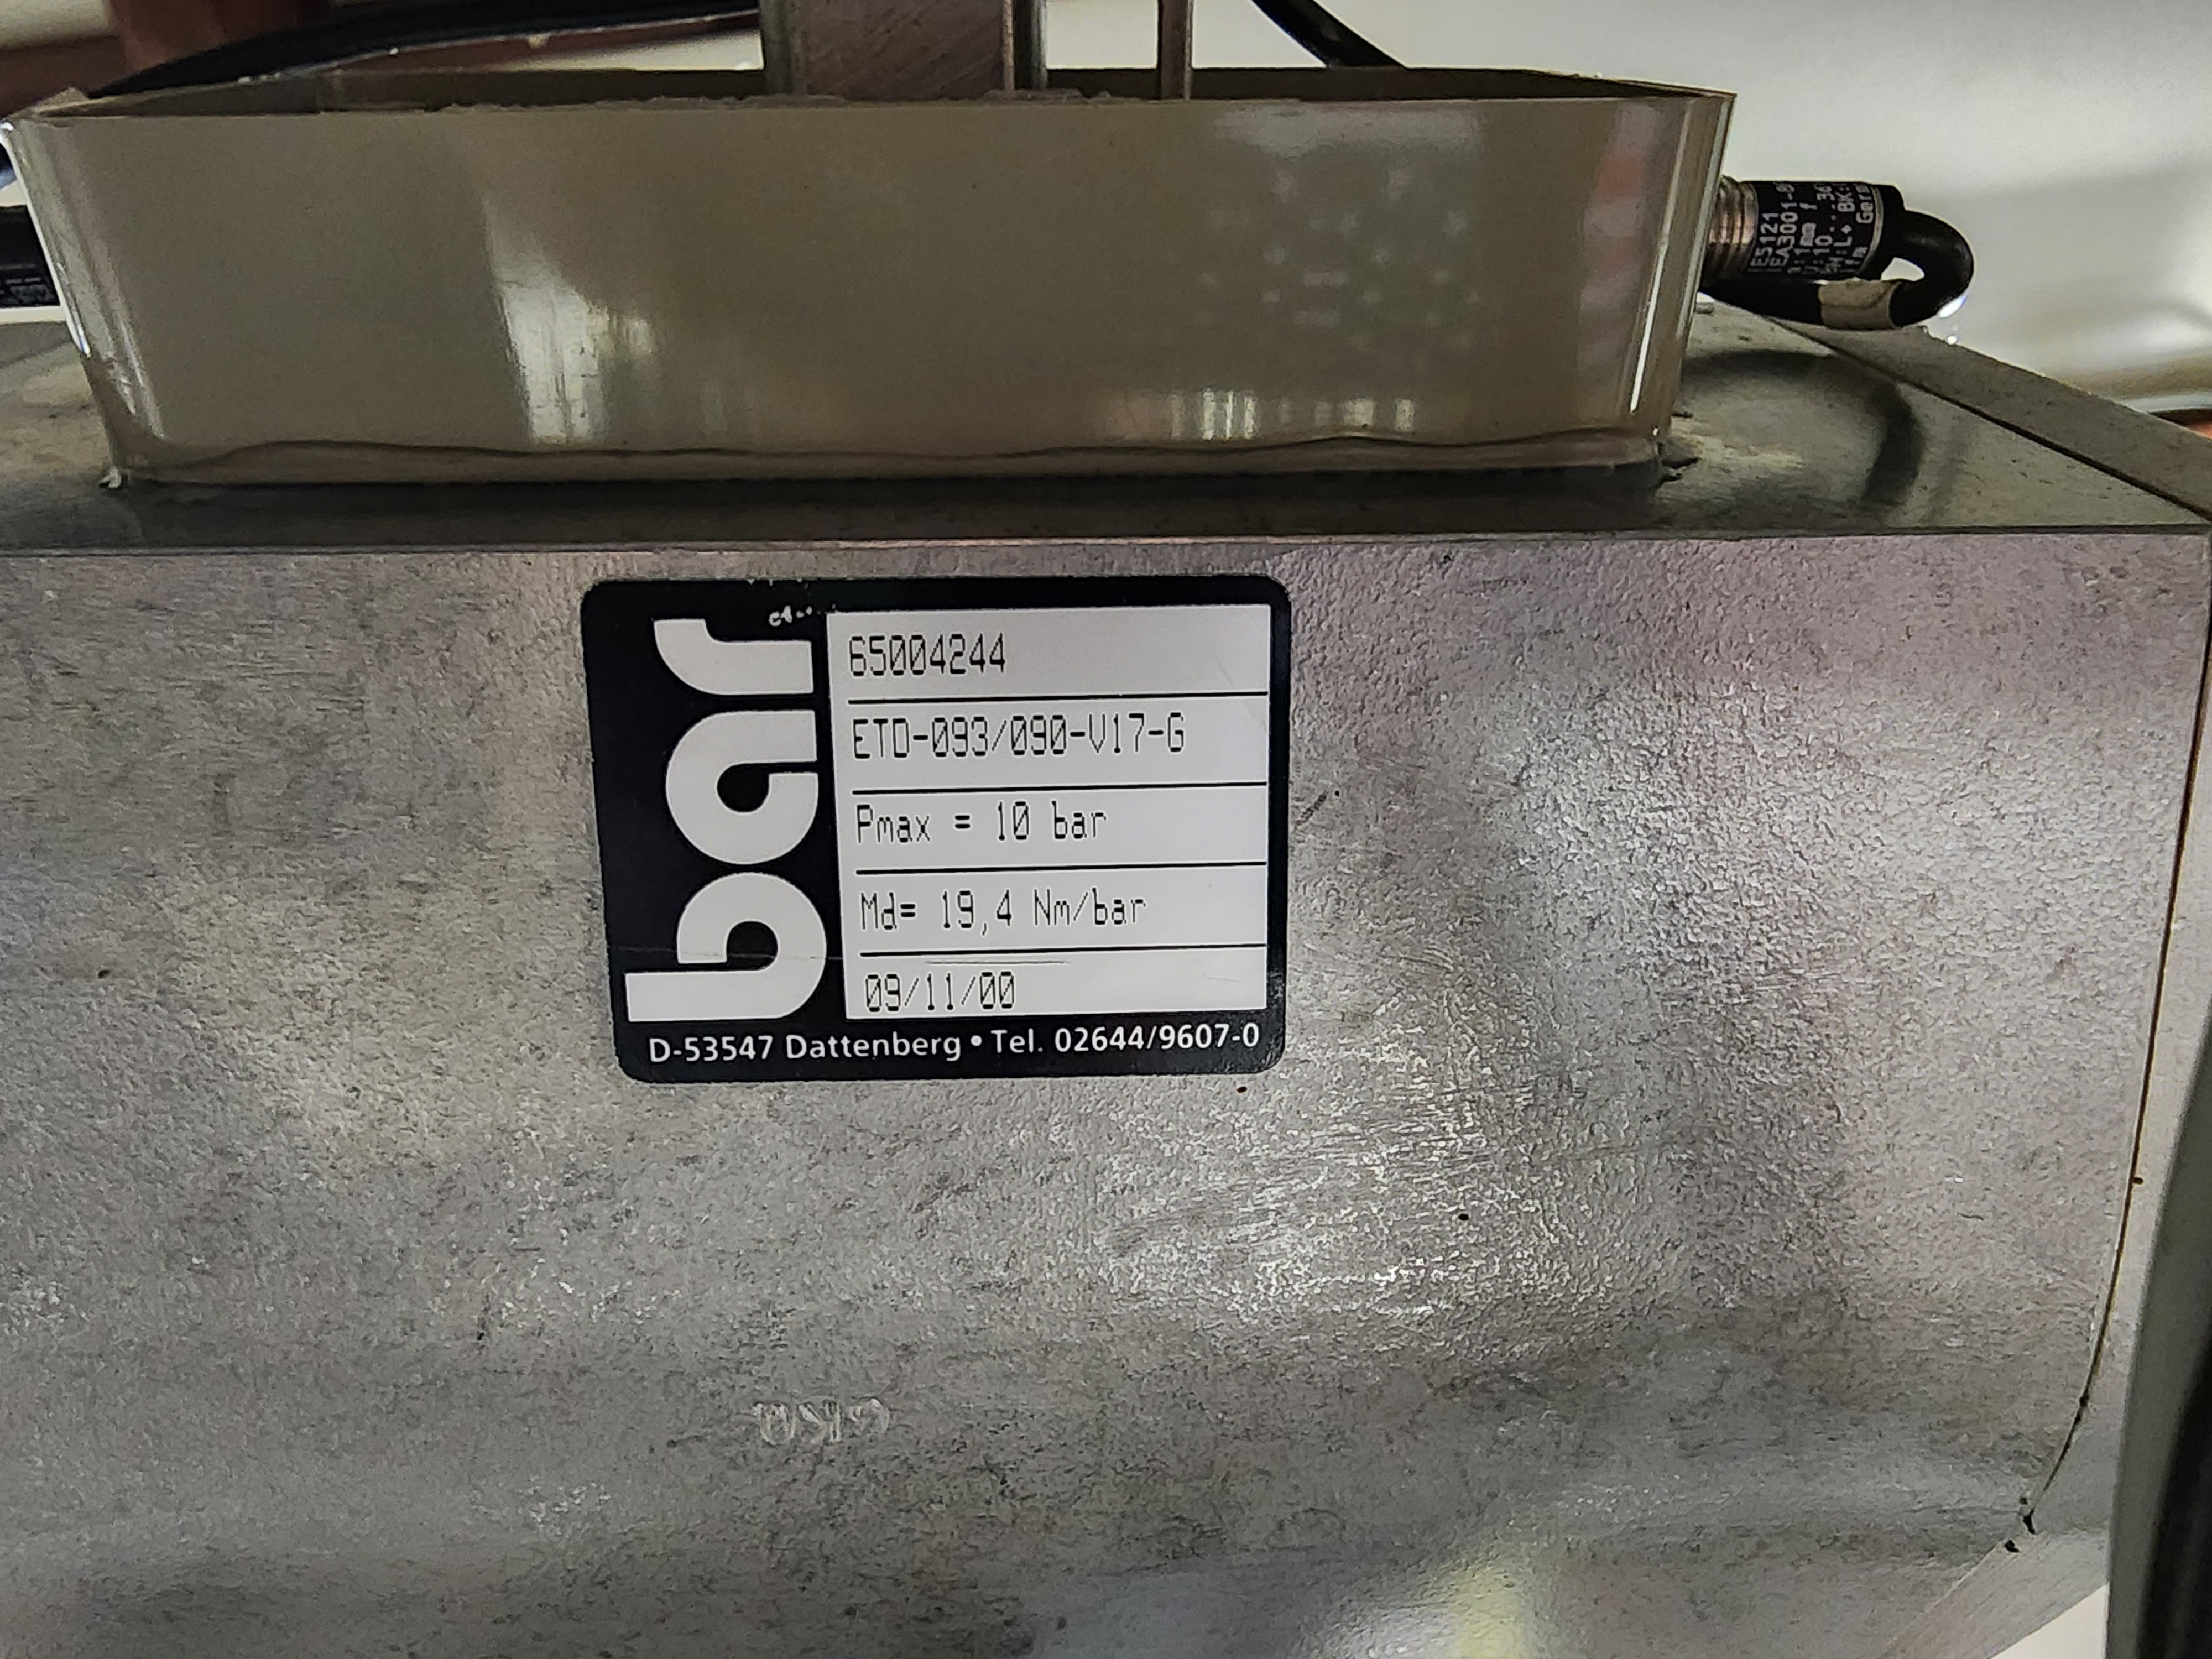 bar
65004244
ETD-093/090-V17-G
Pmax = 10 bar
Md= 19,4 Nm/bar
09/11/00
D-53547 Dattenberg • Tel. 02644/9607-0